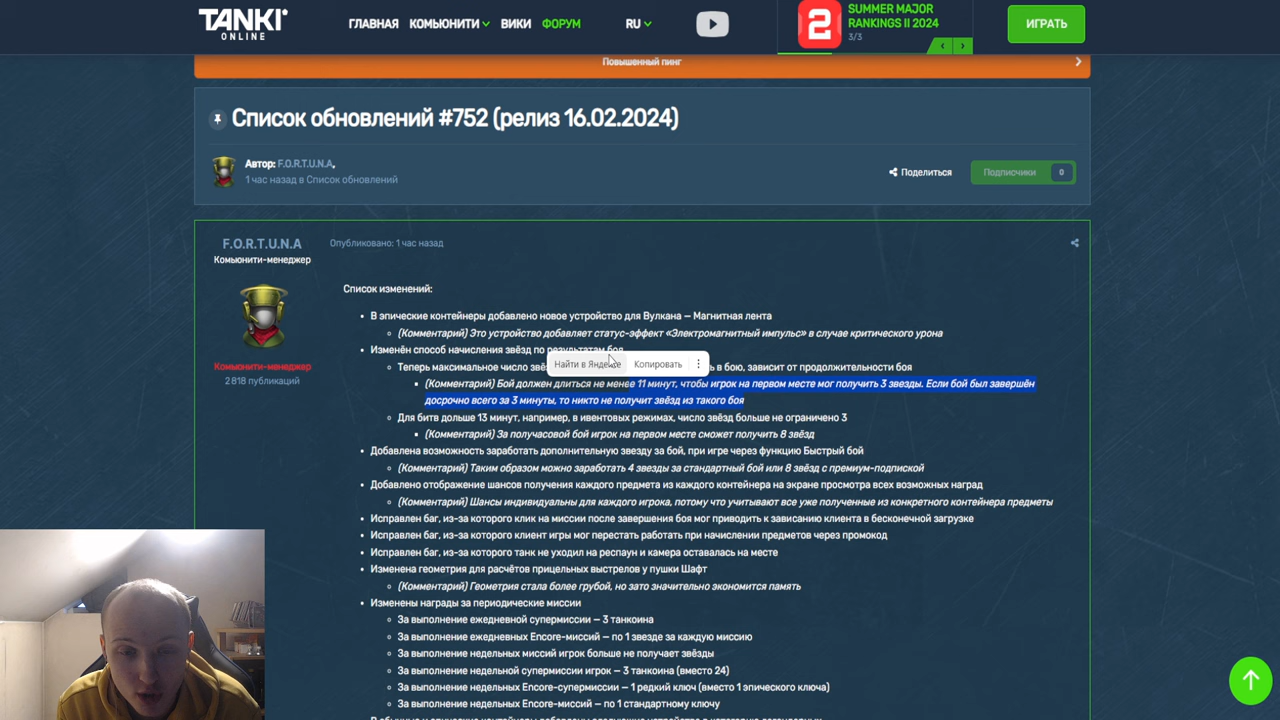 TANKI
ONLINE
ГЛАВНАЯ
КОМЬЮНИТИ
ВИКИ
ФОРУМ
RU
2
SUMMER MAJOR
RANKINGS II 2024
3/3
ИГРАТЬ
Повышенный пинг
Список обновлений #752 (релиз 16.02.2024)
Автор: F.O.R.T.U.N.A,
1 час назад в Список обновлений
Поделиться
Подписчики 0
F.O.R.T.U.N.A
Комьюнити-менеджер
Комьюнити-менеджер
2 818 публикаций
Опубликовано: 1 час назад
Список изменений:
В эпические контейнеры добавлено новое устройство для Вулкана — Магнитная лента
(Комментарий) Это устройство добавляет статус-эффект «Электромагнитный импульс» в случае критического урона
Изменён способ начисления звёзд по результатам боя
Найти в Яндексе Копировать
Теперь максимальное число звё в бою, зависит от продолжительности боя
(Комментарий) Бой должен длиться не менее 11 минут, чтобы игрок на первом месте мог получить 3 звезды. Если бой был завершён
досрочно всего за 3 минуты, то никто не получит звёзд из такого боя
Для битв дольше 13 минут, например, в ивентовых режимах, число звёзд больше не ограничено 3
(Комментарий) За получасовой бой игрок на первом месте сможет получить 8 звёзд
Добавлена возможность заработать дополнительную звезду за бой, при игре через функцию Быстрый бой
(Комментарий) Таким образом можно заработать 4 звезды за стандартный бой или 8 звёзд с премиум-подпиской
Добавлено отображение шансов получения каждого предмета из каждого контейнера на экране просмотра всех возможных наград
(Комментарий) Шансы индивидуальны для каждого игрока, потому что учитывают все уже полученные из конкретного контейнера предметы
Исправлен баг, из-за которого клик на миссии после завершения боя мог приводить к зависанию клиента в бесконечной загрузке
Исправлен баг, из-за которого клиент игры мог перестать работать при начислении предметов через промокод
Исправлен баг, из-за которого танк не уходил на респаун и камера оставалась на месте
Изменена геометрия для расчётов прицельных выстрелов у пушки Шафт
(Комментарий) Геометрия стала более грубой, но зато значительно экономится память
Изменены награды за периодические миссии
За выполнение ежедневной супермиссии — 3 танкоина
За выполнение ежедневных Encore-миссий — по 1 звезде за каждую миссию
За выполнение недельных миссий игрок больше не получает звёзды
За выполнение недельной супермиссии игрок — 3 танкоина (вместо 24)
За выполнение недельных Encore-супермиссии — 1 редкий ключ (вместо 1 эпического ключа)
За выполнение недельных Encore-миссий — по 1 стандартному ключу